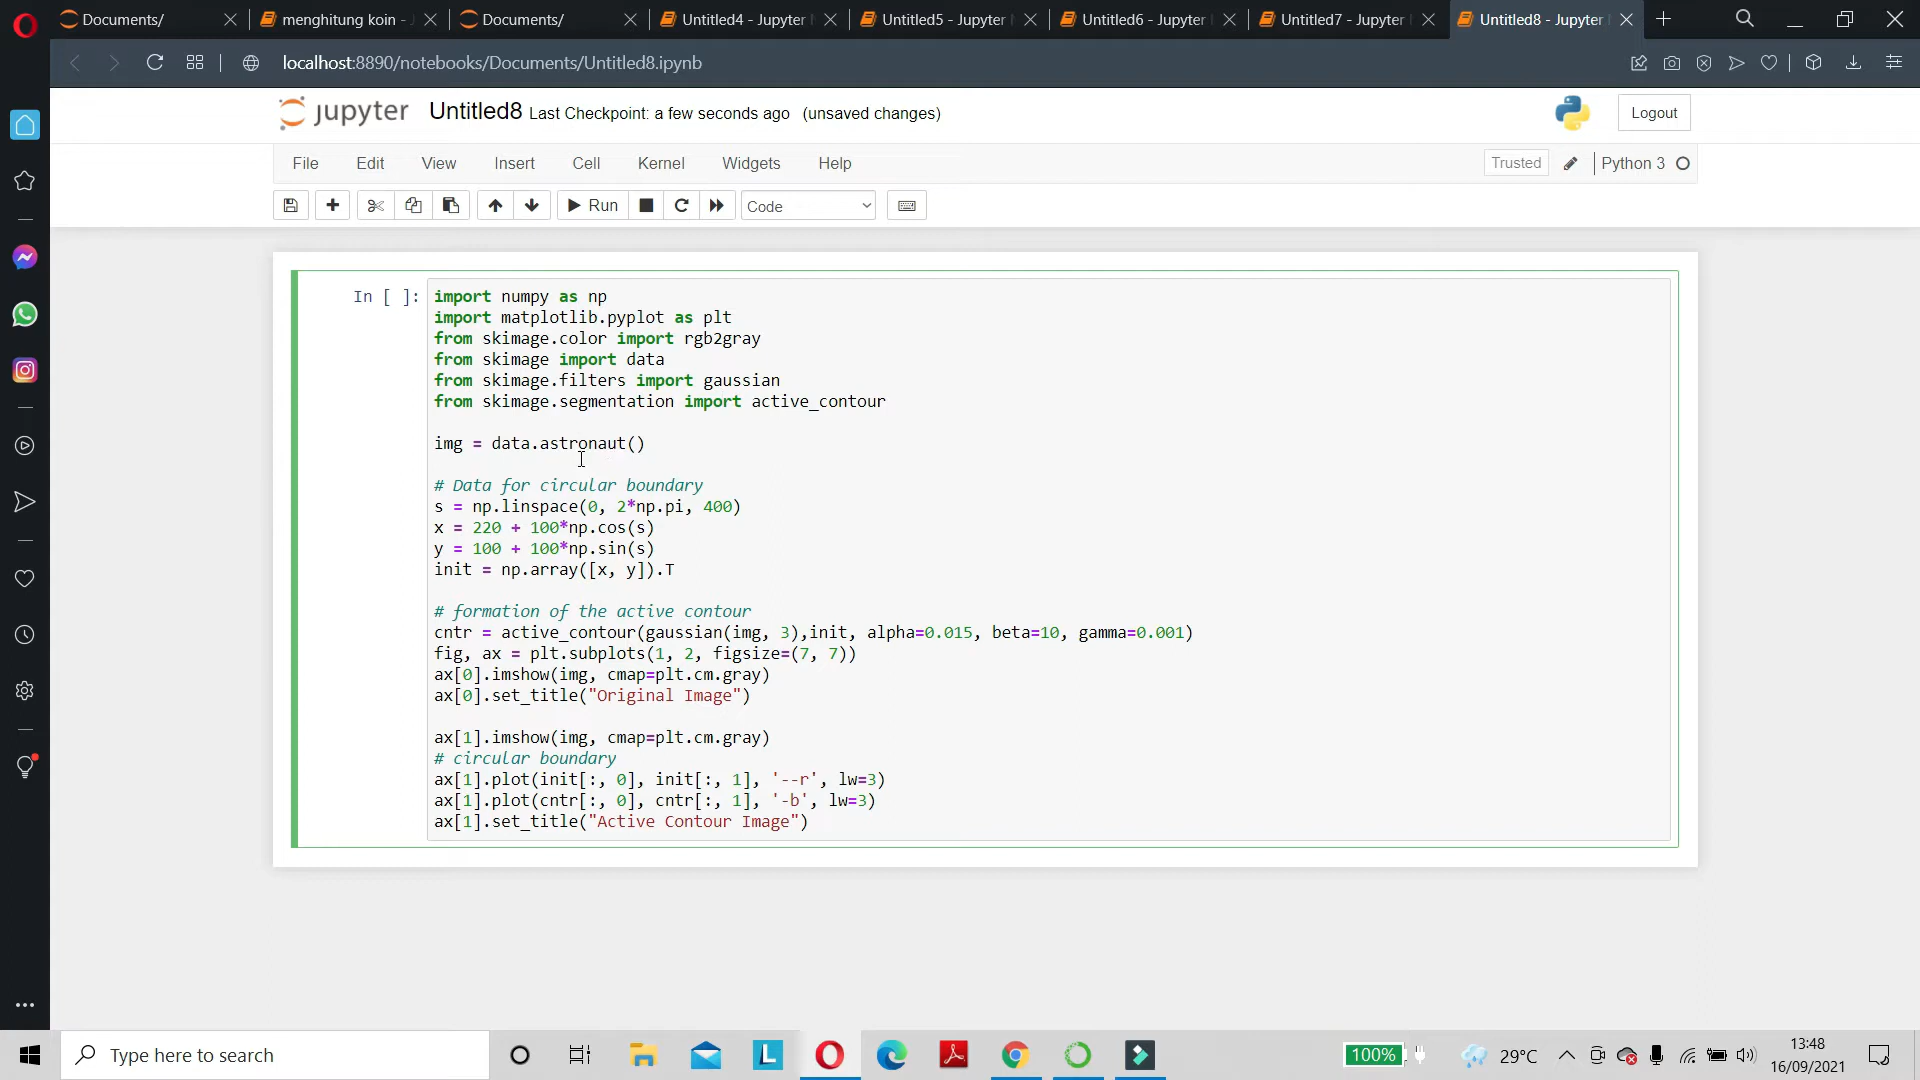 Documents/
menghitung koin -
Documents/
Untitled4 - Jupyter
Untitled5 - Jupyter
Untitled6 - Jupyter
Untitled7 - Jupyter
Untitled8 - Jupyter
localhost:8890/notebooks/Documents/Untitled8.ipynb
jupyter Untitled8 Last Checkpoint: a few seconds ago (unsaved changes)
Logout
File Edit View Insert Cell Kernel Widgets Help
Trusted
Python 3
Run
Code
In [ ]:
import numpy as np
import matplotlib.pyplot as plt
from skimage.color import rgb2gray
from skimage import data
from skimage.filters import gaussian
from skimage.segmentation import active_contour
img = data.astronaut()
# Data for circular boundary
s = np.linspace(0, 2*np.pi, 400)
x = 220 + 100*np.cos(s)
y = 100 + 100*np.sin(s)
init = np.array([x, y]).T
# formation of the active contour
cntr = active_contour(gaussian(img, 3),init, alpha=0.015, beta=10, gamma=0.001)
fig, ax = plt.subplots(1, 2, figsize=(7, 7))
ax[0].imshow(img, cmap=plt.cm.gray)
ax[0].set_title("Original Image")
ax[1].imshow(img, cmap=plt.cm.gray)
# circular boundary
ax[1].plot(init[:, 0], init[:, 1], '--r', lw=3)
ax[1].plot(cntr[:, 0], cntr[:, 1], '-b', lw=3)
ax[1].set_title("Active Contour Image")
Type here to search
L
100%
29°C
13:48
16/09/2021